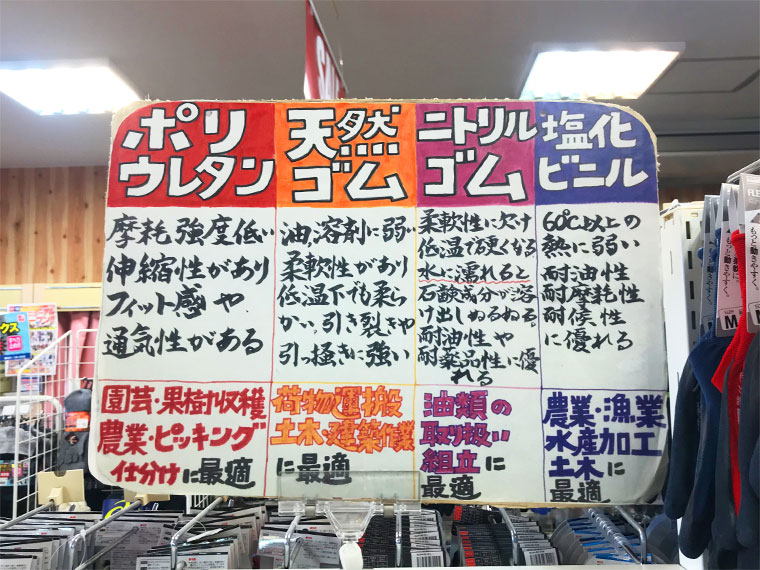 ポリ
ウレタン
摩耗強度低い
伸縮性があり
フィット感や
通気性がある
園芸・果樹収穫
農業・ピッキング
仕分けに最適
天然
ゴム
油、溶剤に弱い
柔軟性があり
低温下でも柔ら
かい、引き裂きや
引っ掻きに強い
荷物運搬
土木・建築作業
に最適
ニトリル
ゴム
柔軟性に欠け
低温で硬くなる
水に濡れると
石鹸成分が溶
け出しぬるぬる。
耐油性や
耐薬品性に優
れる
油類の
取り扱い
組立に
最適
塩化
ビニール
60℃以上の
熱に弱い
耐油性
耐摩耗性
耐候性
に優れる
農業・漁業
水産加工
土木に
最適
SALE
もっと動きやすく。
M
M